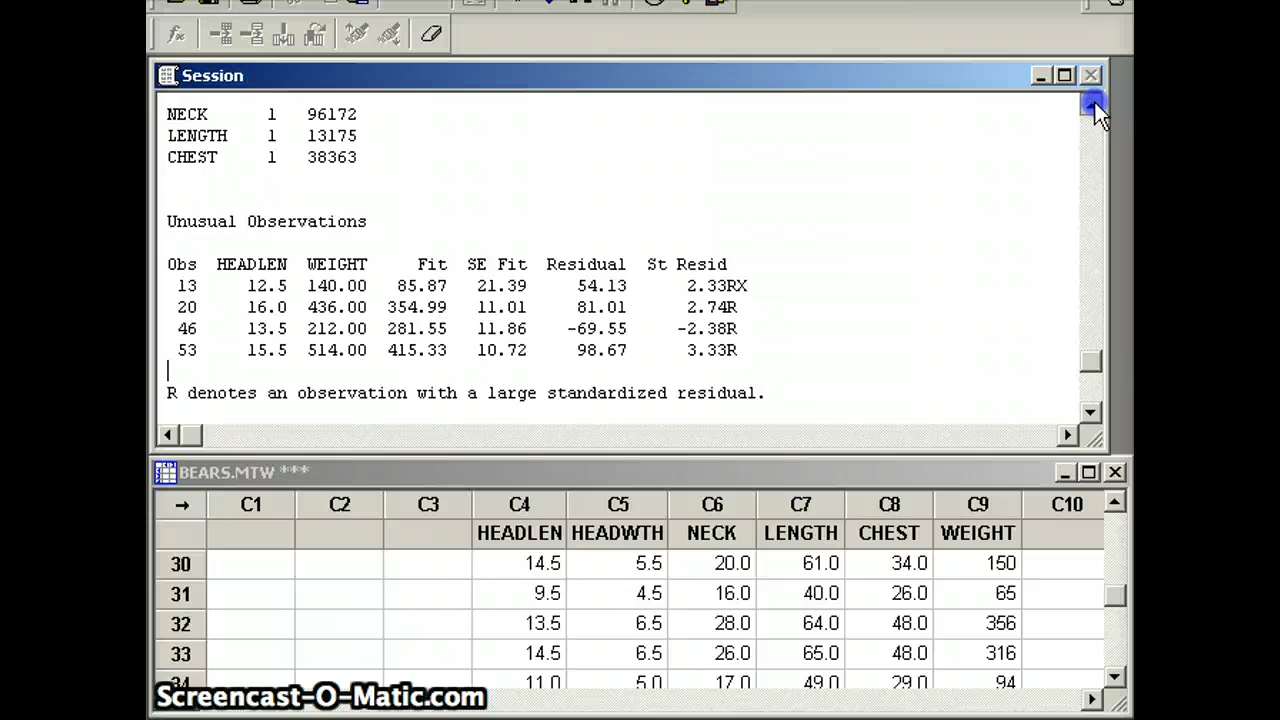 Session
NECK 1 96172
LENGTH 1 13175
CHEST 1 38363
Unusual Observations
Obs HEADLEN WEIGHT Fit SE Fit Residual St Resid
13 12.5 140.00 85.87 21.39 54.13 2.33RX
20 16.0 436.00 354.99 11.01 81.01 2.74R
46 13.5 212.00 281.55 11.86 -69.55 -2.38R
53 15.5 514.00 415.33 10.72 98.67 3.33R
R denotes an observation with a large standardized residual.
BEARS.MTW ***
→ C1 C2 C3 C4 C5 C6 C7 C8 C9 C10
HEADLEN HEADWTH NECK LENGTH CHEST WEIGHT
30 14.5 5.5 20.0 61.0 34.0 150
31 9.5 4.5 16.0 40.0 26.0 65
32 13.5 6.5 28.0 64.0 48.0 356
33 14.5 6.5 26.0 65.0 48.0 316
34 11.0 5.0 17.0 49.0 29.0 94
Screencast-O-Matic.com